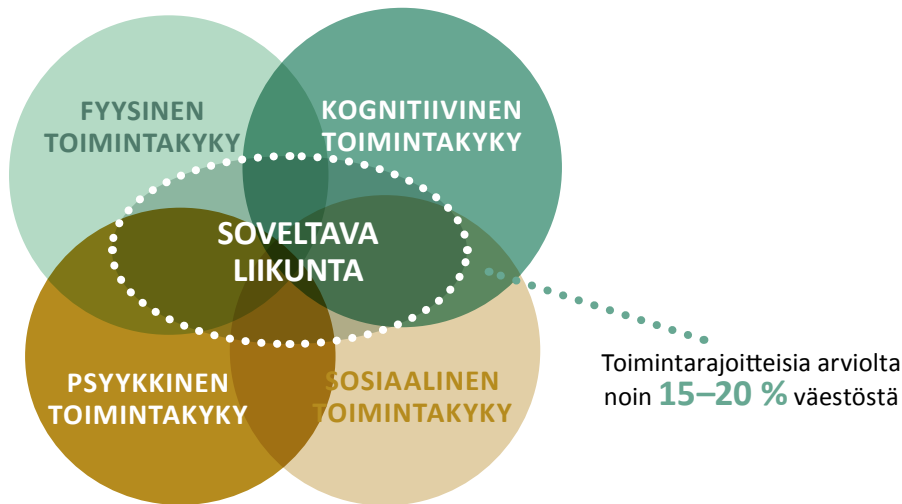 FYYSINEN
TOIMINTAKYKY
KOGNITIIVINEN
TOIMINTAKYKY
SOVELTAVA
LIIKUNTA
PSYYKKINEN
TOIMINTAKYKY
SOSIAALINEN
TOIMINTAKYKY
Toimintarajoitteisia arviolta
noin 15–20 % väestöstä